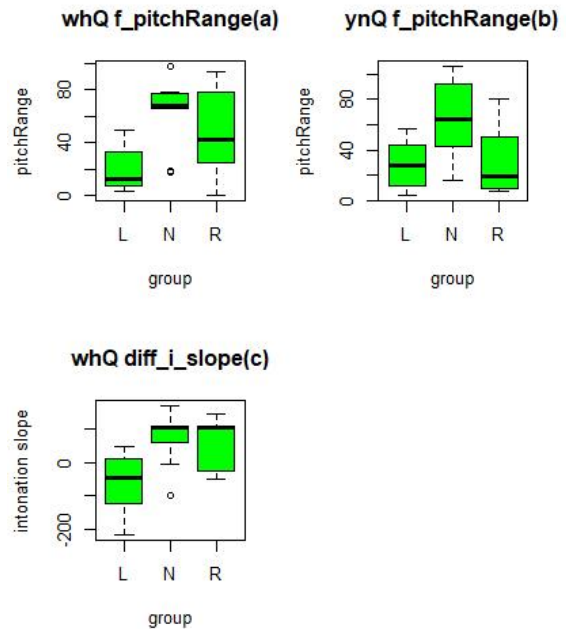 whQ f_pitchRange(a)
pitchRange
80
40
0
L N R
group
ynQ f_pitchRange(b)
pitchRange
80
40
0
L N R
group
whQ diff_i_slope(c)
intonation slope
0
-200
L N R
group